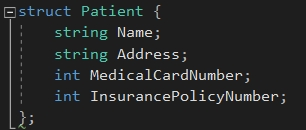 struct Patient {
    string Name;
    string Address;
    int MedicalCardNumber;
    int InsurancePolicyNumber;
};